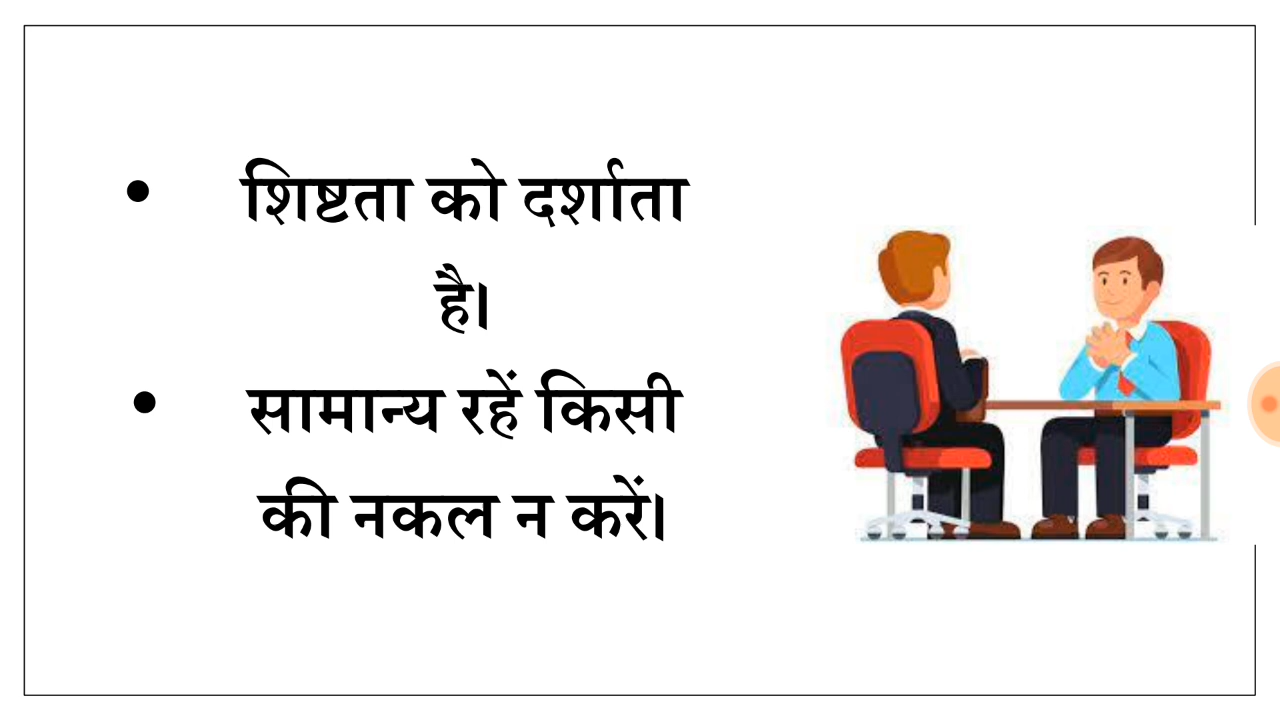 • शिष्टता को दर्शाता
है।
• सामान्य रहें किसी
की नकल न करें।